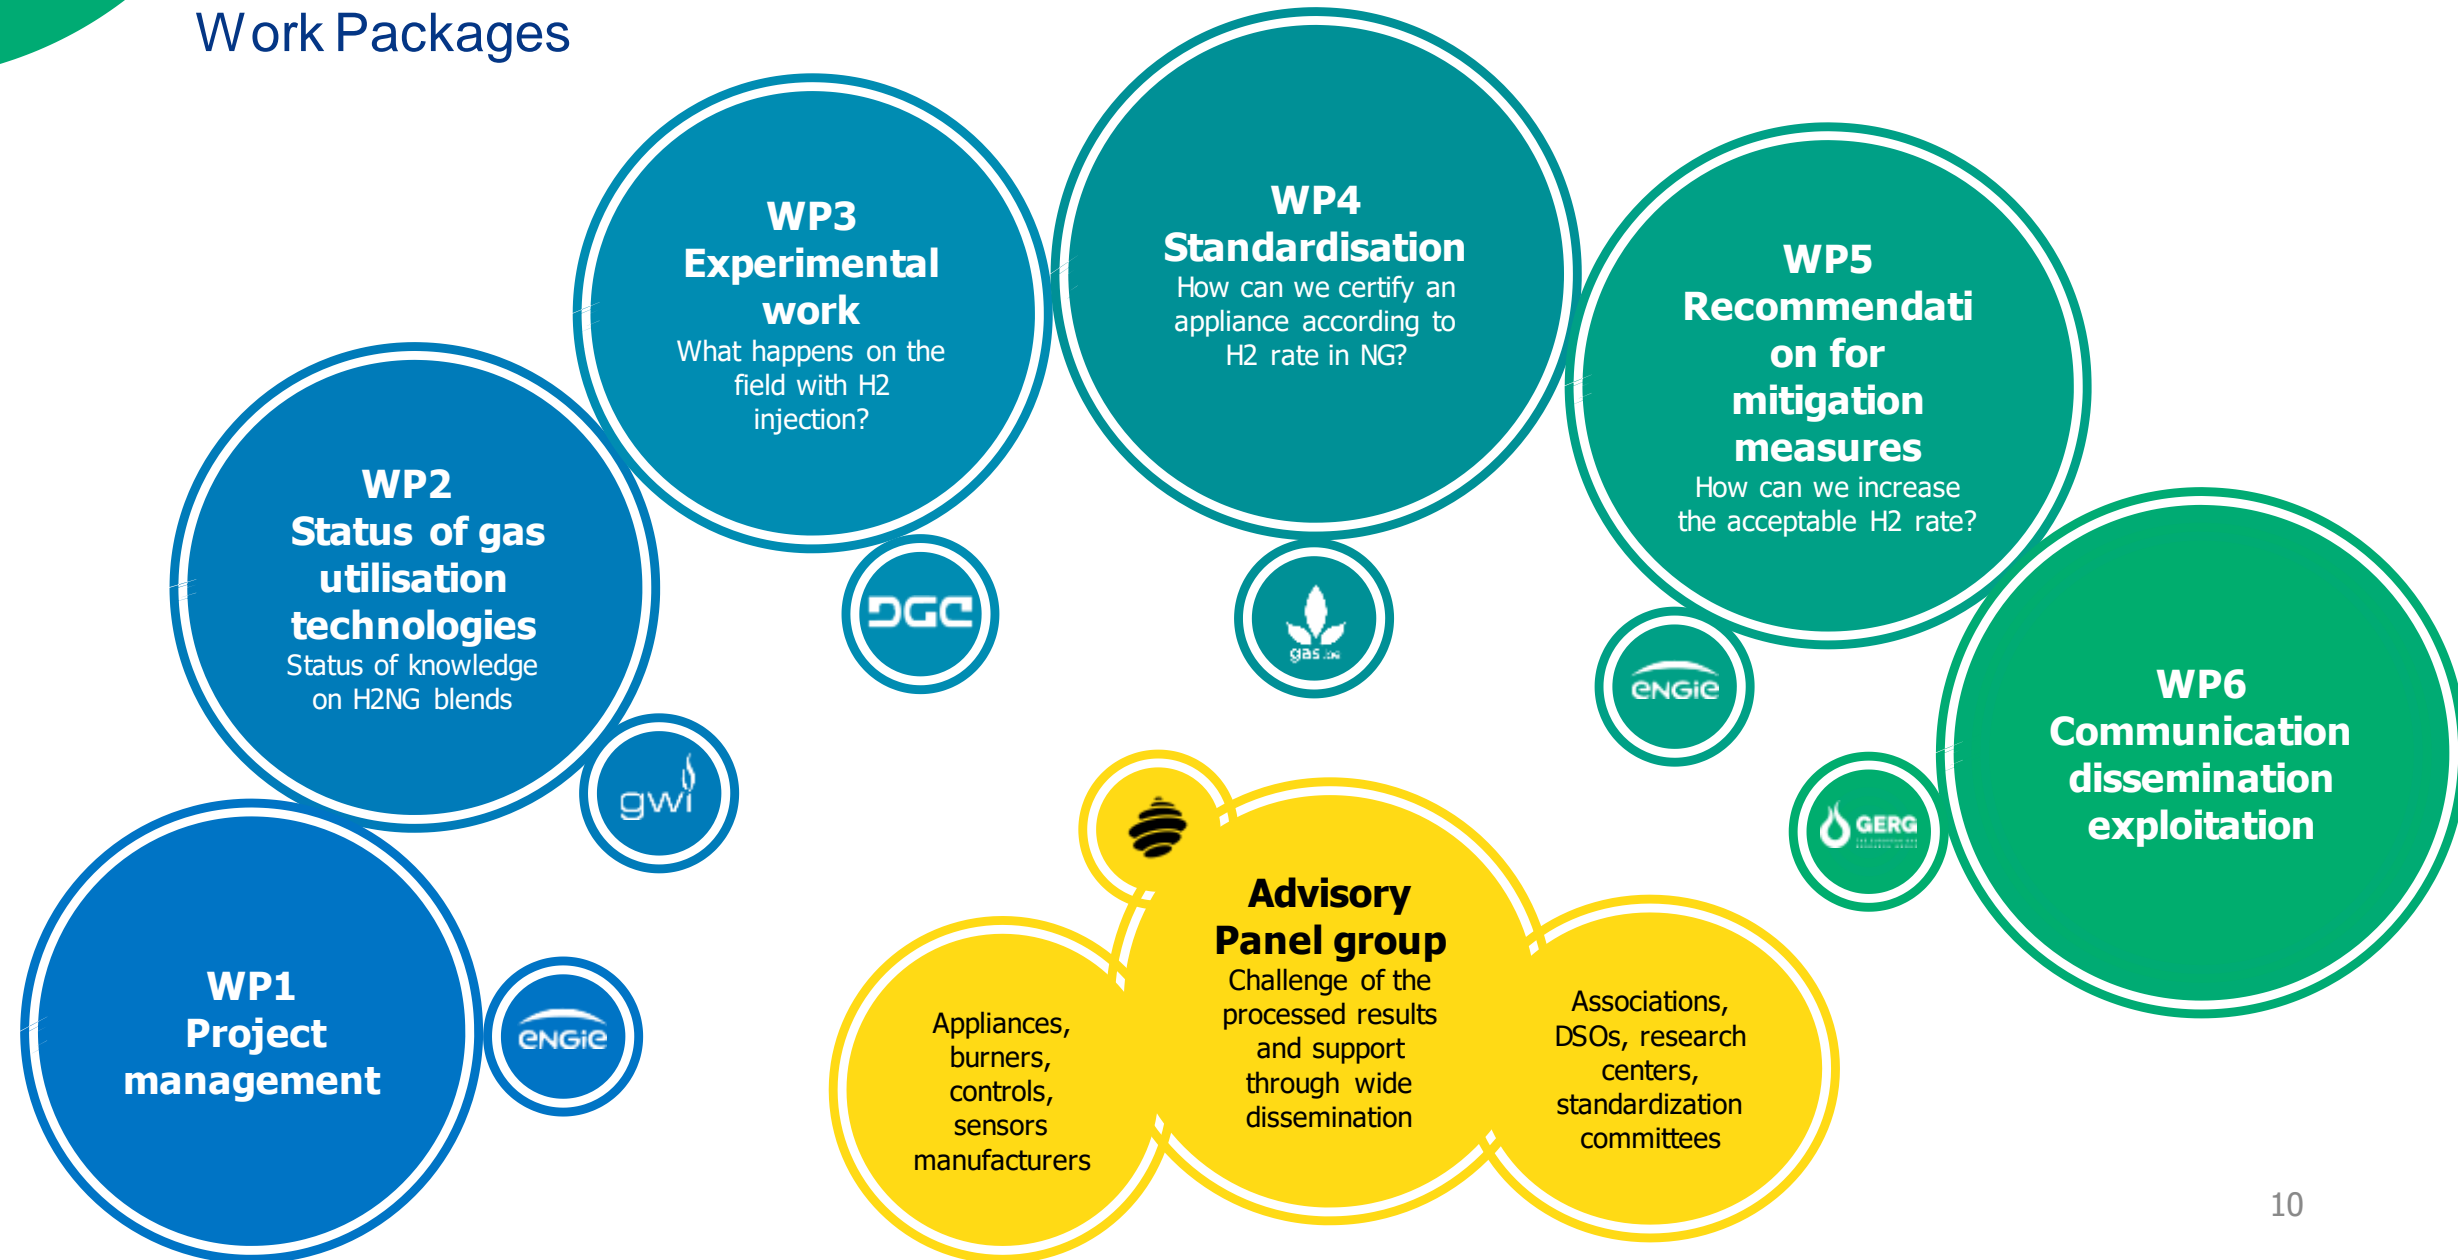 Work Packages
WP1
Project
management
ENGIE
WP2
Status of gas
utilisation
technologies
Status of knowledge
on H2NG blends
gwi
WP3
Experimental
work
What happens on the
field with H2
injection?
DGC
WP4
Standardisation
How can we certify an
appliance according to
H2 rate in NG?
gas.be
WP5
Recommendati
on for
mitigation
measures
How can we increase
the acceptable H2 rate?
ENGIE
WP6
Communication
dissemination
exploitation
GERG
Advisory
Panel group
Challenge of the
processed results
and support
through wide
dissemination
Appliances,
burners,
controls,
sensors
manufacturers
Associations,
DSOs, research
centers,
standardization
committees
10